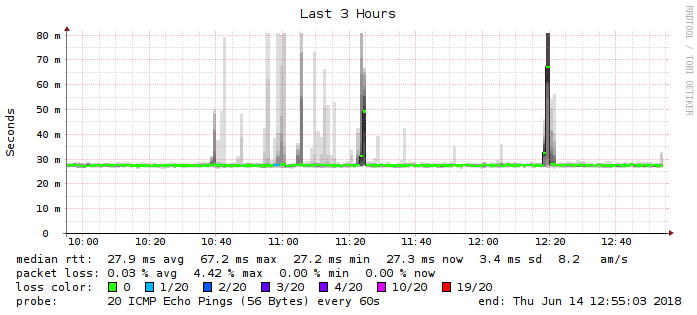 Last 3 Hours
RRDTOOL / TOBI OETIKER
Seconds
80 m
70 m
60 m
50 m
40 m
30 m
20 m
10 m
0
10:00 10:20 10:40 11:00 11:20 11:40 12:00 12:20 12:40
median rtt: 27.9 ms avg 67.2 ms max 27.2 ms min 27.3 ms now 3.4 ms sd 8.2 am/s
packet loss: 0.03 % avg 4.42 % max 0.00 % min 0.00 % now
loss color: 0 1/20 2/20 3/20 4/20 10/20 19/20
probe: 20 ICMP Echo Pings (56 Bytes) every 60s end: Thu Jun 14 12:55:03 2018